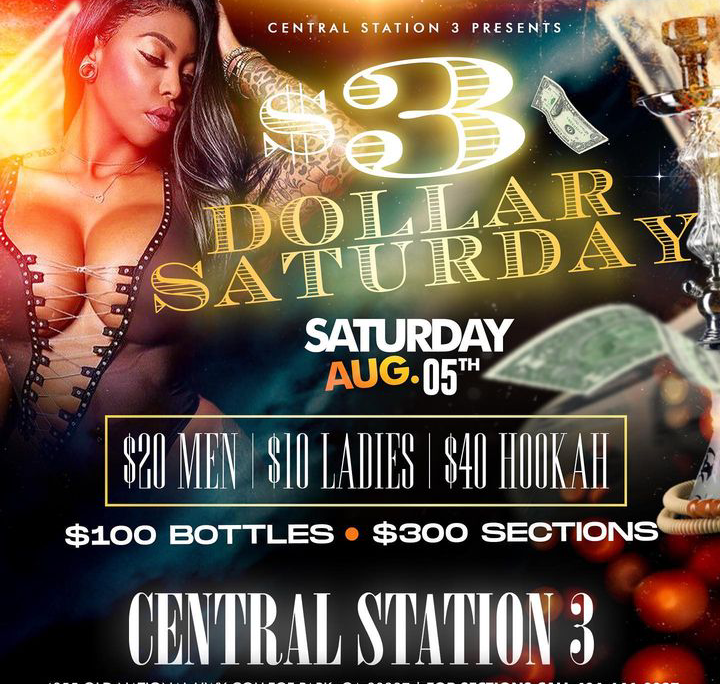 CENTRAL STATION 3 PRESENTS
$3
DOLLAR
SATURDAY
SATURDAY
AUG. 05TH
$20 MEN | $10 LADIES | $40 HOOKAH
$100 BOTTLES • $300 SECTIONS
CENTRAL STATION 3